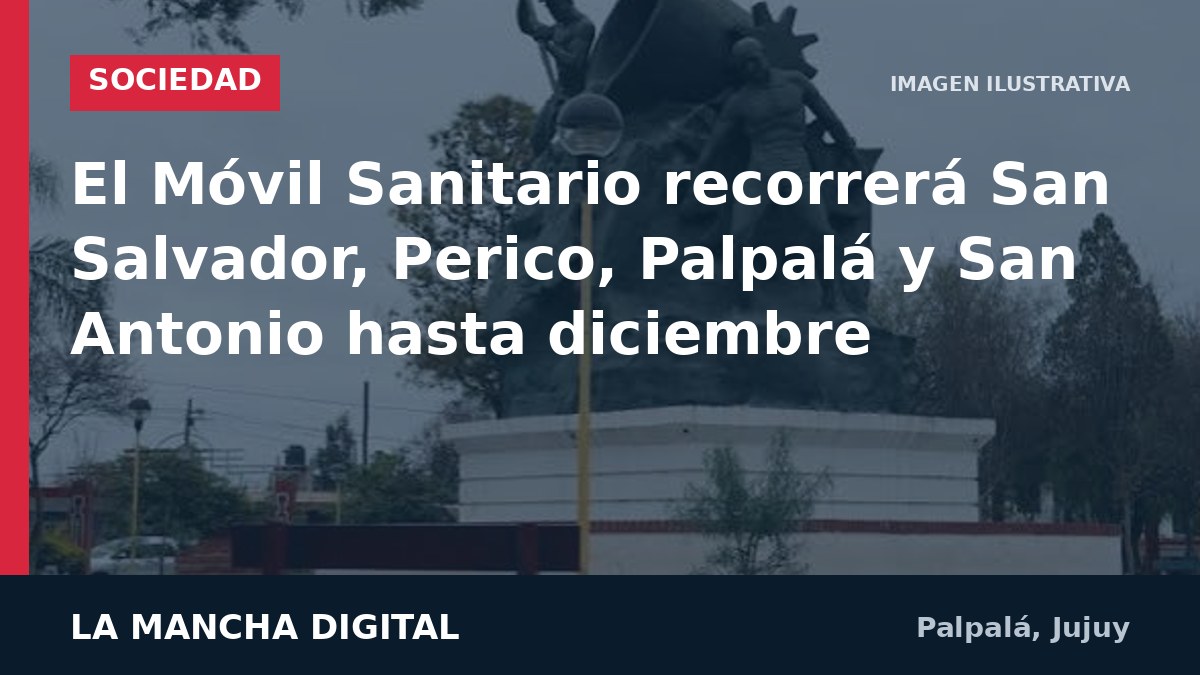 SOCIEDAD
IMAGEN ILUSTRATIVA
El Móvil Sanitario recorrerá San
Salvador, Perico, Palpalá y San
Antonio hasta diciembre
LA MANCHA DIGITAL
Palpalá, Jujuy